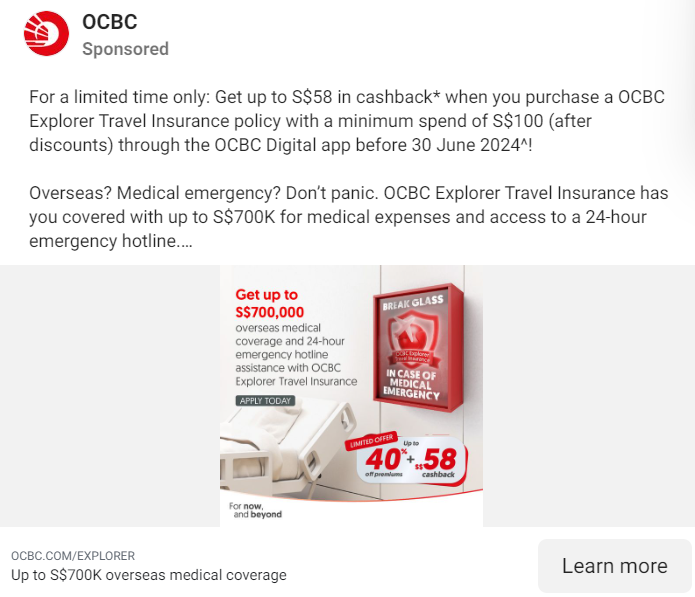 OCBC
Sponsored
For a limited time only: Get up to S$58 in cashback* when you purchase a OCBC
Explorer Travel Insurance policy with a minimum spend of S$100 (after
discounts) through the OCBC Digital app before 30 June 2024^!
Overseas? Medical emergency? Don’t panic. OCBC Explorer Travel Insurance has
you covered with up to S$700K for medical expenses and access to a 24-hour
emergency hotline....
Get up to
S$700,000
overseas medical
coverage and 24-hour
emergency hotline
assistance with OCBC
Explorer Travel Insurance
APPLY TODAY
BREAK GLASS
OCBC Explorer
Travel Insurance
IN CASE OF
MEDICAL
EMERGENCY
LIMITED OFFER
Up to
40% + S$58
off premiums cashback
For now,
and beyond
OCBC.COM/EXPLORER
Up to S$700K overseas medical coverage
Learn more